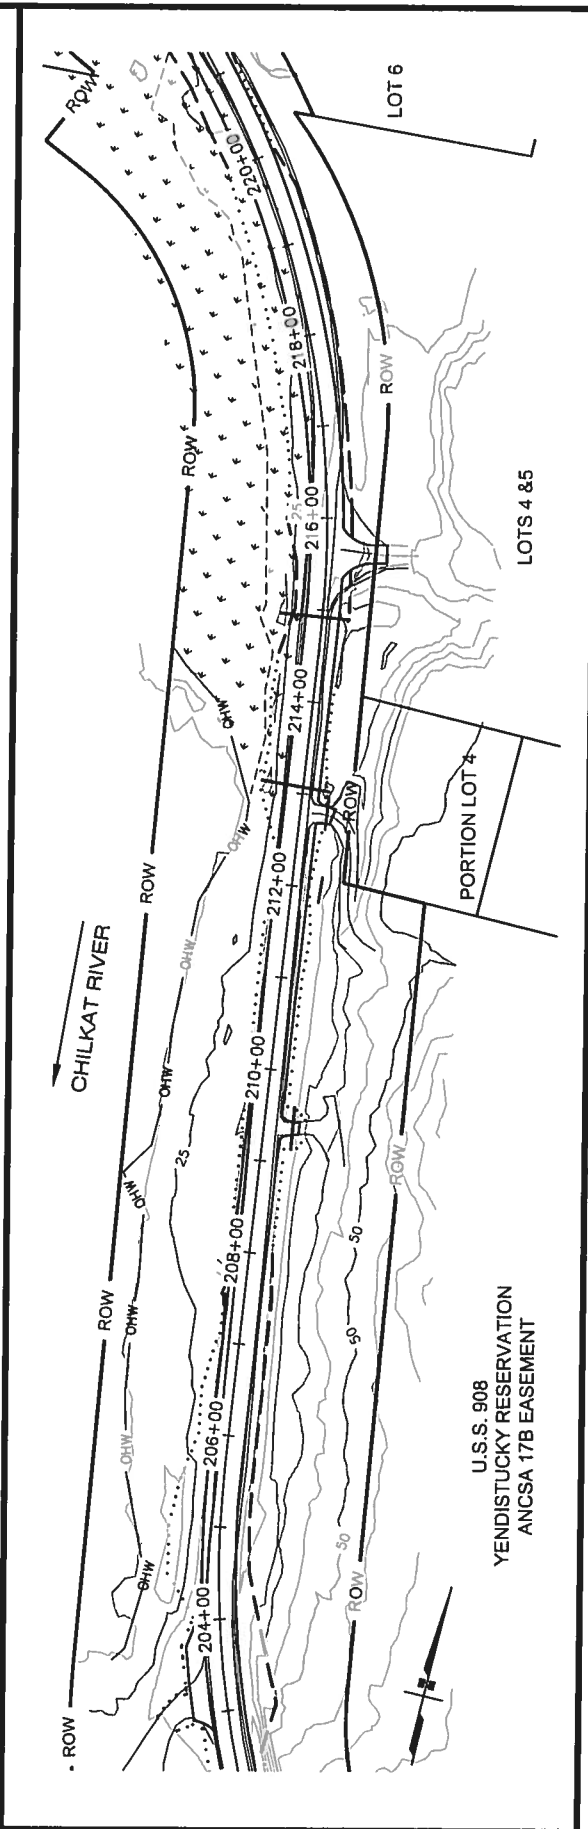 ROW
LOT 6
220+00
218+00
ROW
ROW
25
216+00
LOTS 4 &5
214+00
OHW
ROW
PORTION LOT 4
OHW
212+00
ROW
OHW
CHILKAT RIVER
210+00
OHW
25
ROW
OHW
OHW
208+00
50
ROW
OHW
50
U.S.S. 908
YENDISTUCKY RESERVATION
ANCSA 17B EASEMENT
206+00
OHW
50
OHW
ROW
204+00
ROW